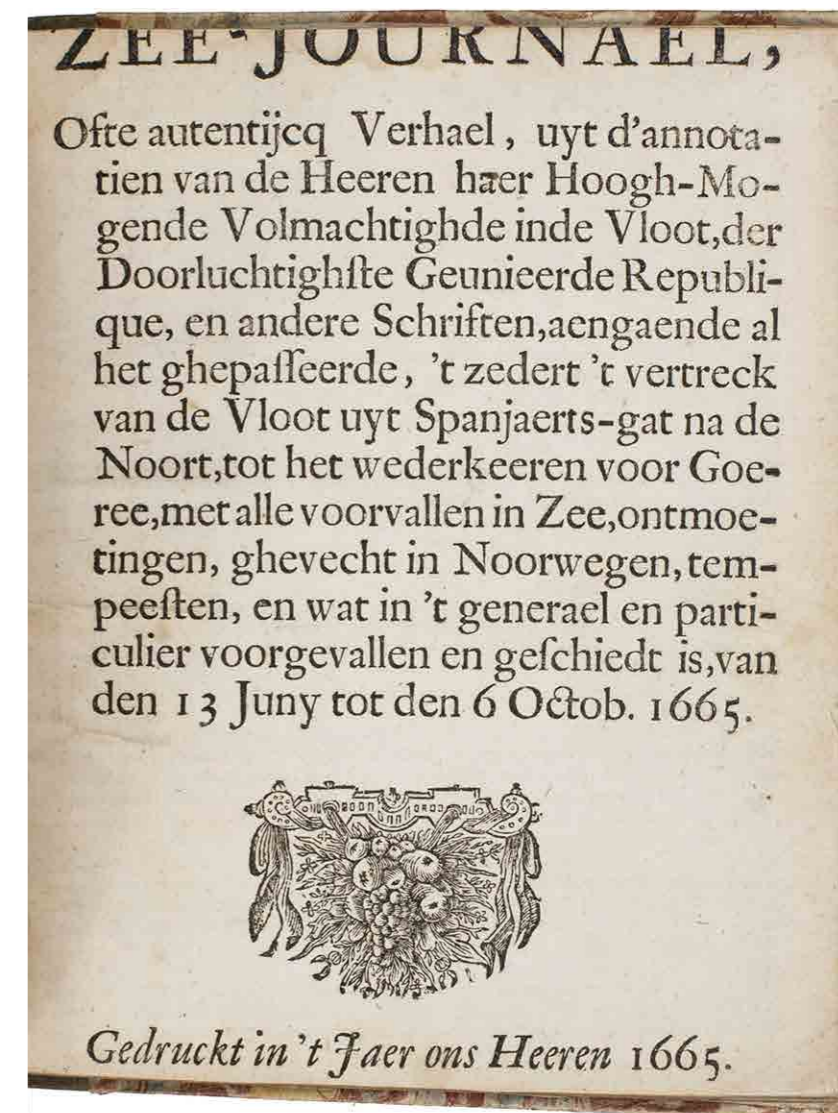 ZEE-JOURNAEL,
Ofte autentijcq Verhael, uyt d'annota-
tien van de Heeren haer Hoogh-Mo-
gende Volmachtighde inde Vloot,der
Doorluchtighſte Geunieerde Republi-
que, en andere Schriften,aengaende al
het ghepaſſeerde, 't zedert 't vertreck
van de Vloot uyt Spanjaerts-gat na de
Noort,tot het wederkeeren voor Goe-
ree,met alle voorvallen in Zee,ontmoe-
tingen, ghevecht in Noorwegen, tem-
peeſten, en wat in 't generael en parti-
culier voorgevallen en geſchiedt is,van
den 13 Juny tot den 6 Octob. 1665.
Gedruckt in 't Jaer ons Heeren 1665.